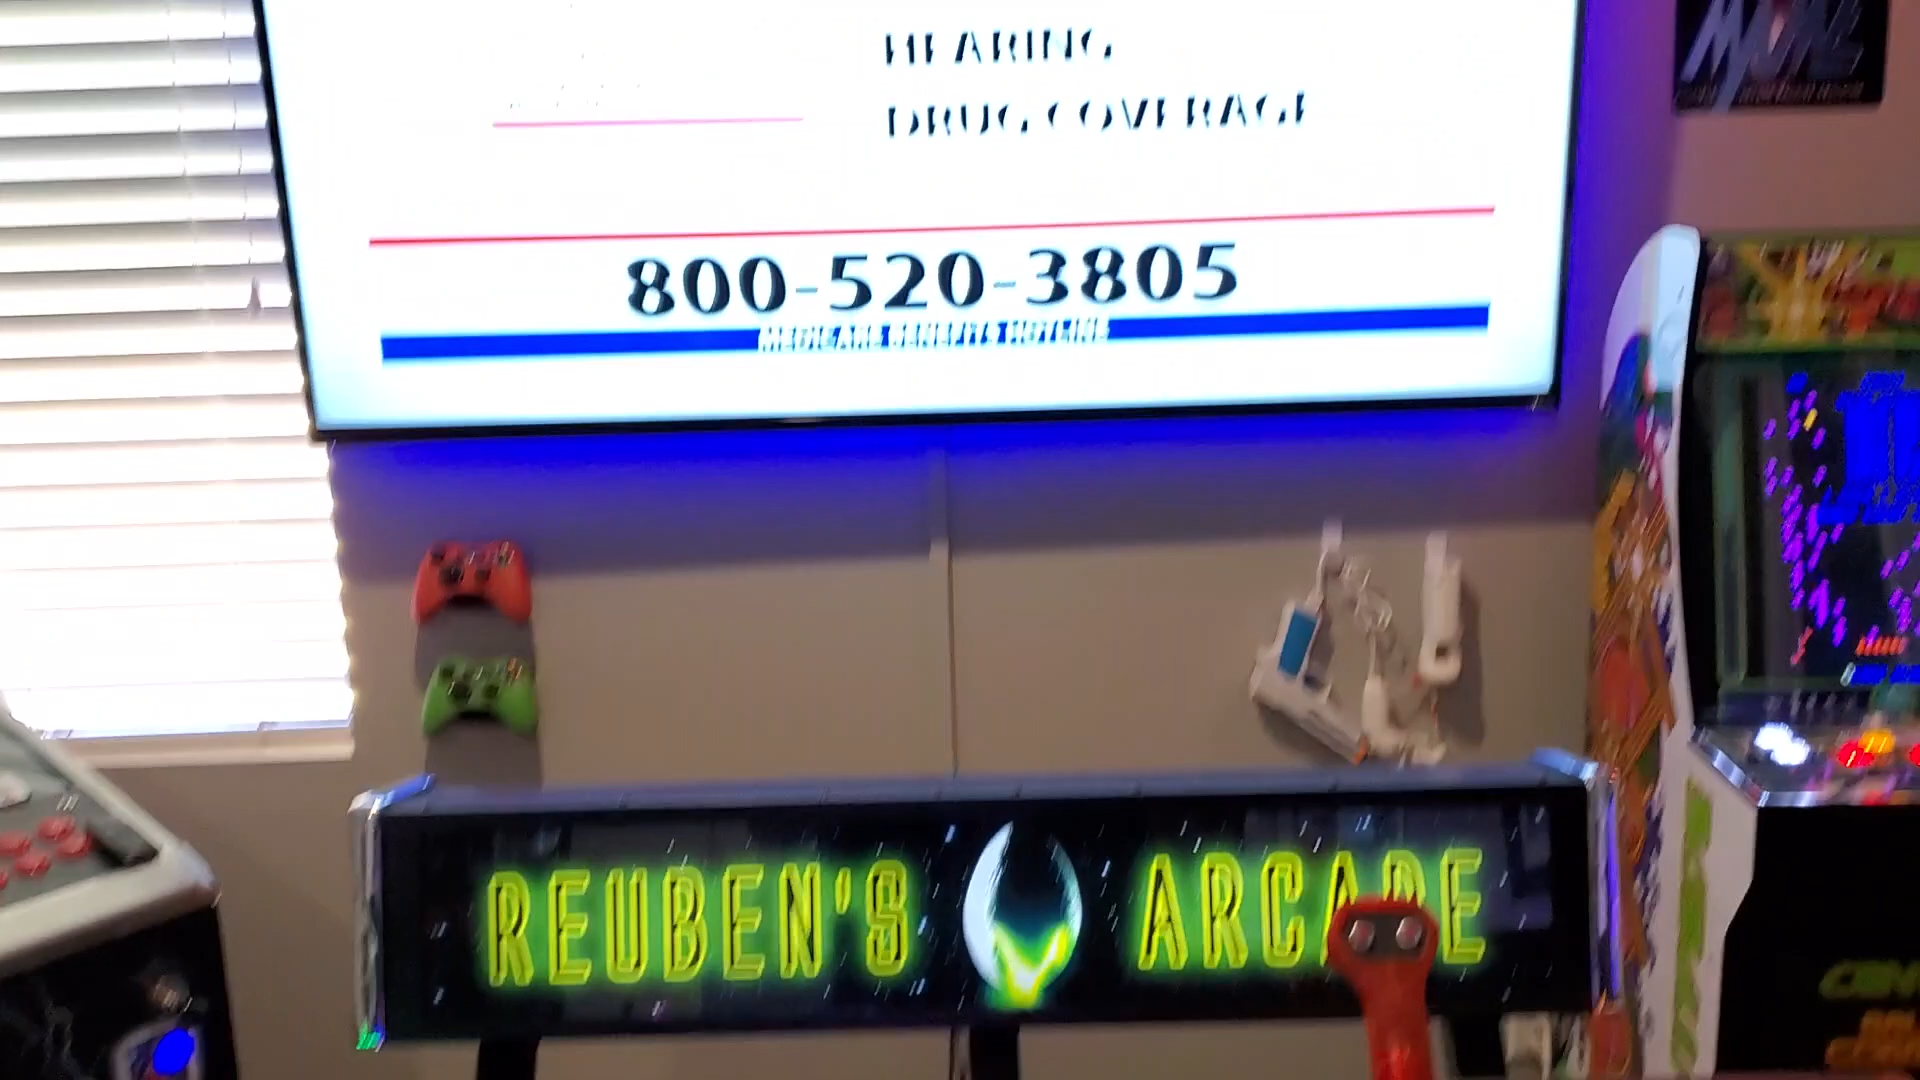 HEARING
DRUG COVERAGE
800-520-3805
MEDICARE BENEFITS HOTLINE
REUBEN'S ARCADE